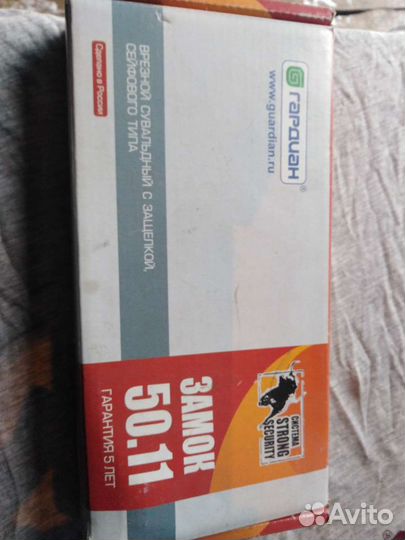 Сделано в России
ВРЕЗНОЙ СУВАЛЬДНЫЙ С ЗАЩЕЛКОЙ,
СЕЙФОВОГО ТИПА
гардиан®
www.guardian.ru
ЗАМОК
50.11
ГАРАНТИЯ 5 ЛЕТ
СИСТЕМА
STRONG
SECURITY
Avito